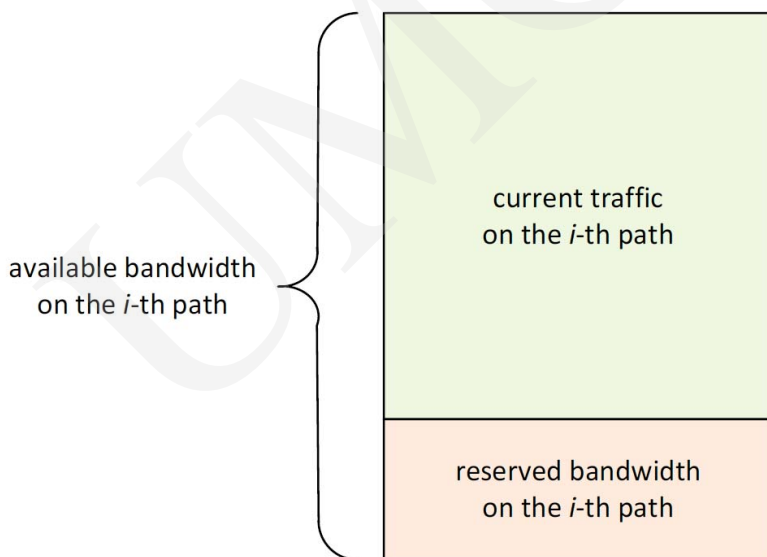 current traffic
on the i-th path
available bandwidth
on the i-th path
reserved bandwidth
on the i-th path